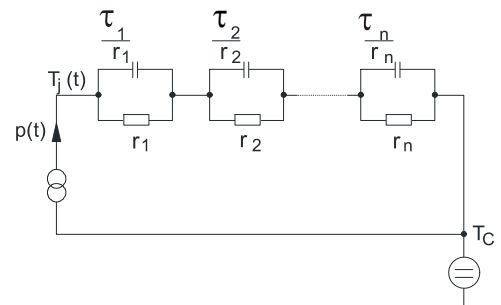 τ1/r1
τ2/r2
τn/rn
Tj(t)
p(t)
r1
r2
rn
TC